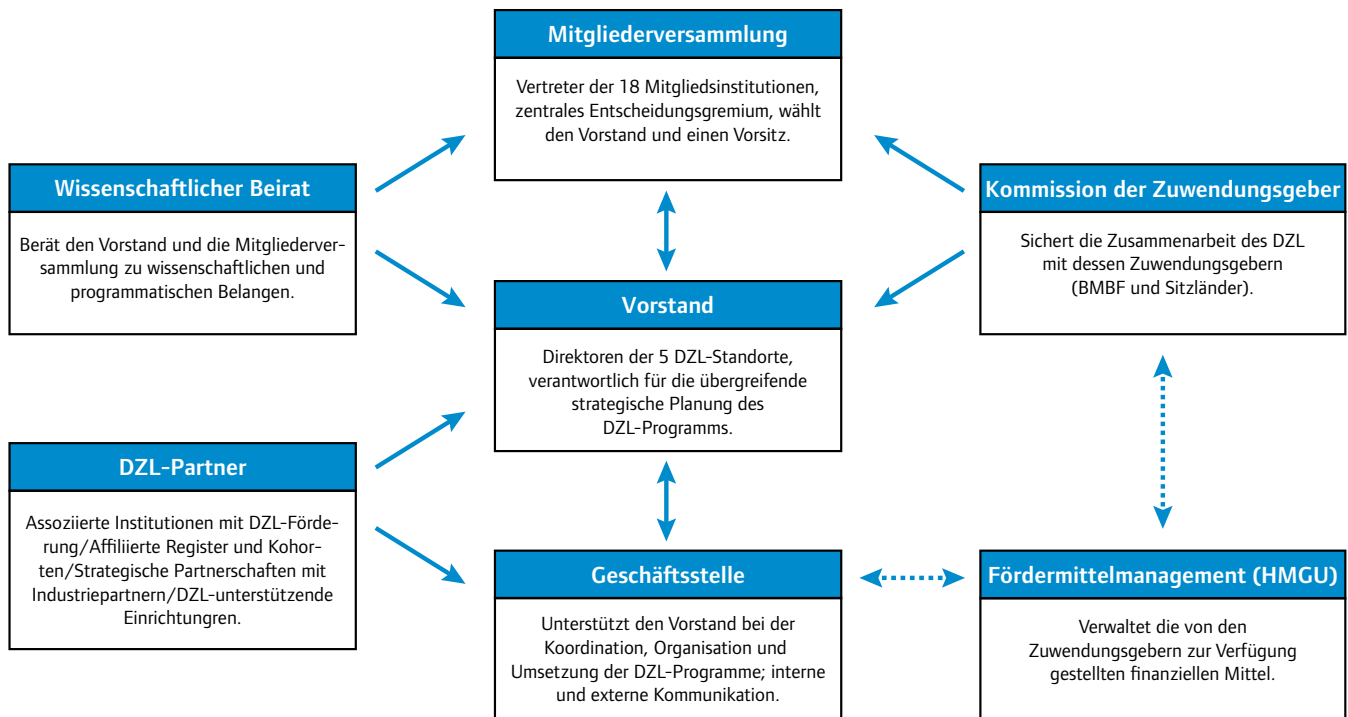 Mitgliederversammlung
Vertreter der 18 Mitgliedsinstitutionen,
zentrales Entscheidungsgremium, wählt
den Vorstand und einen Vorsitz.
Wissenschaftlicher Beirat
Berät den Vorstand und die Mitgliederver-
sammlung zu wissenschaftlichen und
programmatischen Belangen.
Kommission der Zuwendungsgeber
Sichert die Zusammenarbeit des DZL
mit dessen Zuwendungsgebern
(BMBF und Sitzländer).
Vorstand
Direktoren der 5 DZL-Standorte,
verantwortlich für die übergreifende
strategische Planung des
DZL-Programms.
DZL-Partner
Assoziierte Institutionen mit DZL-Förde-
rung/Affiliierte Register und Kohor-
ten/Strategische Partnerschaften mit
Industriepartnern/DZL-unterstützende
Einrichtungren.
Geschäftsstelle
Unterstützt den Vorstand bei der
Koordination, Organisation und
Umsetzung der DZL-Programme; interne
und externe Kommunikation.
Fördermittelmanagement (HMGU)
Verwaltet die von den
Zuwendungsgebern zur Verfügung
gestellten finanziellen Mittel.